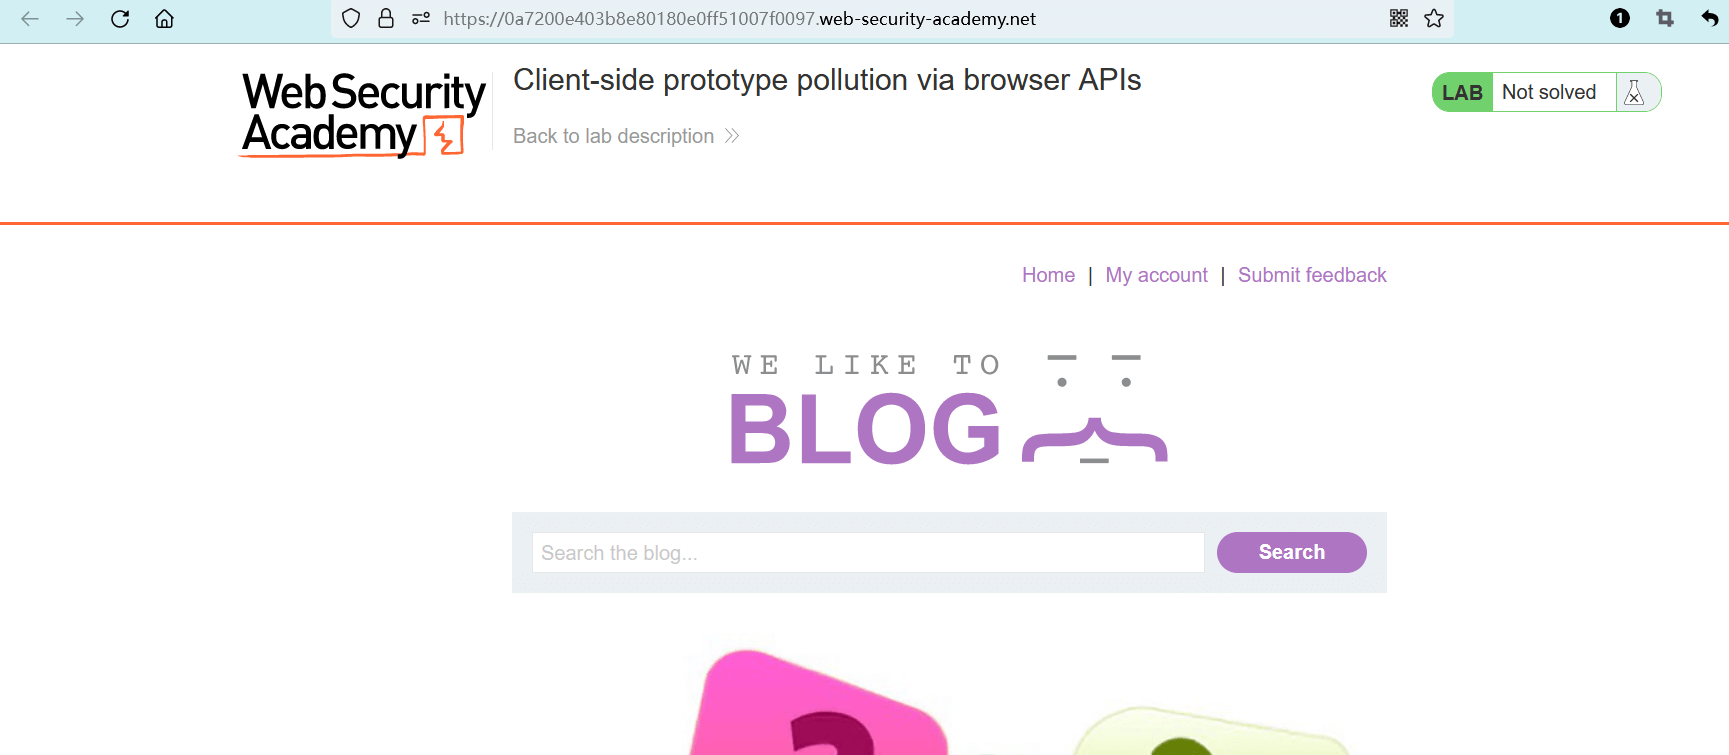 https://0a7200e403b8e80180e0ff51007f0097.web-security-academy.net
1
Web Security
Academy
Client-side prototype pollution via browser APIs
Back to lab description
LAB Not solved
Home | My account | Submit feedback
WE LIKE TO
BLOG
Search the blog...
Search